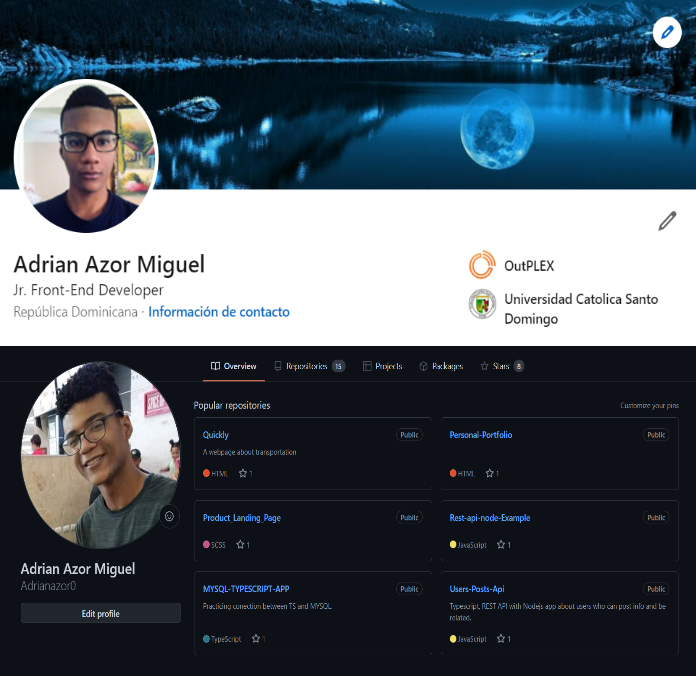 Adrian Azor Miguel
Jr. Front-End Developer
República Dominicana · Información de contacto
OutPLEX
Universidad Catolica Santo
Domingo
Overview
Repositories 15
Projects
Packages
Stars 8
Popular repositories
Customize your pins
Quickly
Public
A webpage about transportation
HTML
1
Personal-Portfolio
Public
HTML
1
Product_Landing_Page
Public
SCSS
1
Rest-api-node-Example
Public
JavaScript
1
MYSQL-TYPESCRIPT-APP
Public
Practicing conection between TS and MYSQL.
TypeScript
1
Users-Posts-Api
Public
Typescript, REST API with Nodejs app about users who can post info and be
related.
JavaScript
1
Adrian Azor Miguel
Adrianazor0
Edit profile